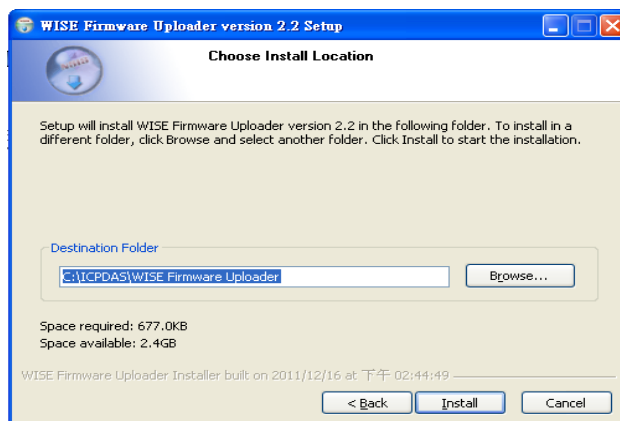 WISE Firmware Uploader version 2.2 Setup
Choose Install Location
Setup will install WISE Firmware Uploader version 2.2 in the following folder. To install in a
different folder, click Browse and select another folder. Click Install to start the installation.
Destination Folder
C:\ICPDAS\WISE Firmware Uploader
Browse...
Space required: 677.0KB
Space available: 2.4GB
WISE Firmware Uploader Installer built on 2011/12/16 at 下午 02:44:49
< Back
Install
Cancel